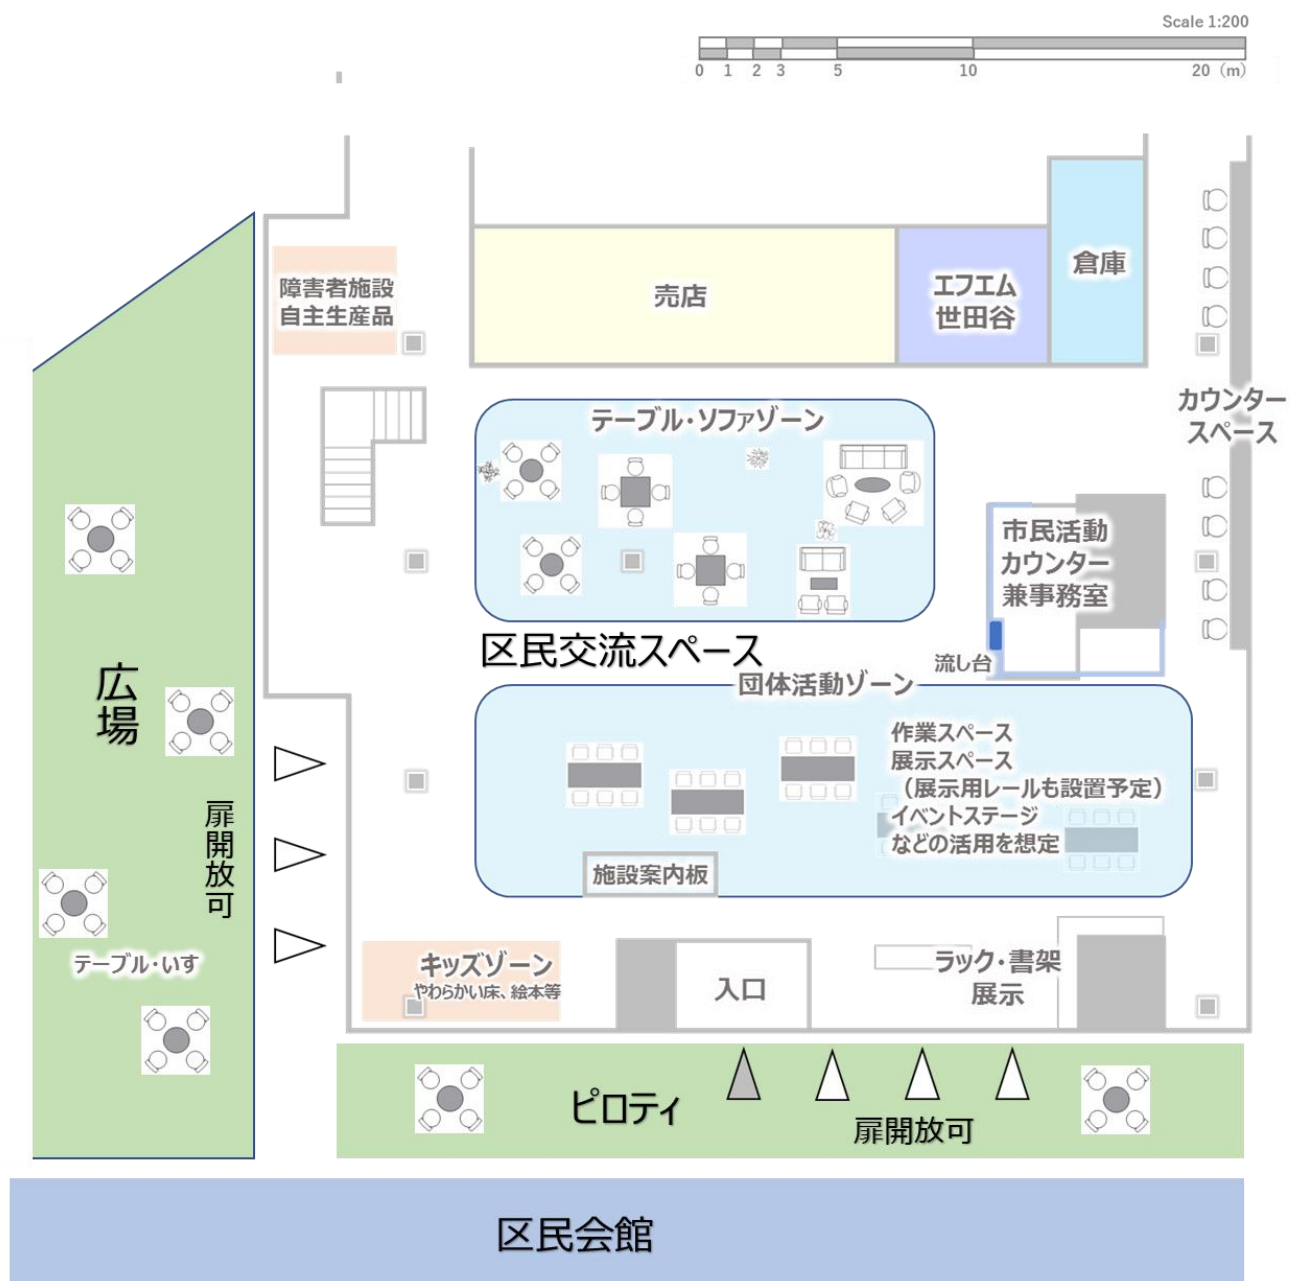 Scale 1:200
0 1 2 3 5 10 20 (m)
障害者施設
自主生産品
売店
エフエム
世田谷
倉庫
カウンター
スペース
テーブル・ソファゾーン
市民活動
カウンター
兼事務室
流し台
区民交流スペース
団体活動ゾーン
作業スペース
展示スペース
（展示用レールも設置予定）
イベントステージ
などの活用を想定
施設案内板
広場
扉開放可
テーブル・いす
キッズゾーン
やわらかい床、絵本等
入口
ラック・書架
展示
ピロティ
扉開放可
区民会館